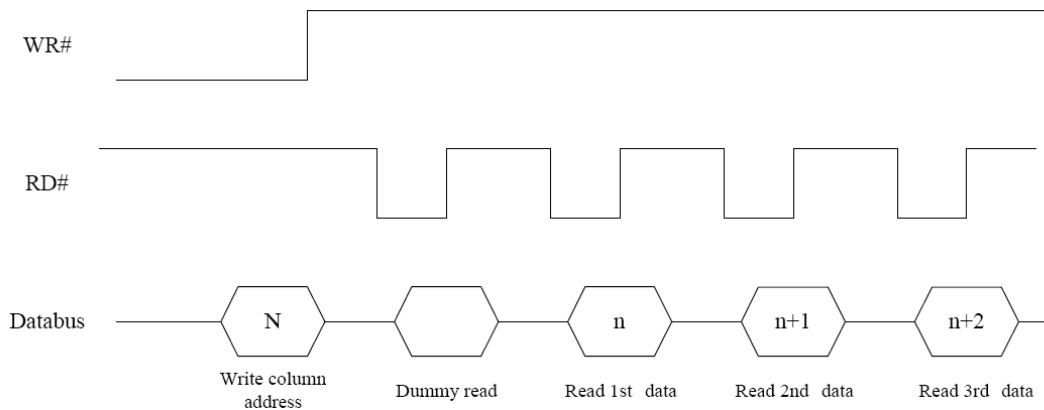 WR#
RD#
Databus
N
n
n+1
n+2
Write column
address
Dummy read
Read 1st data
Read 2nd data
Read 3rd data